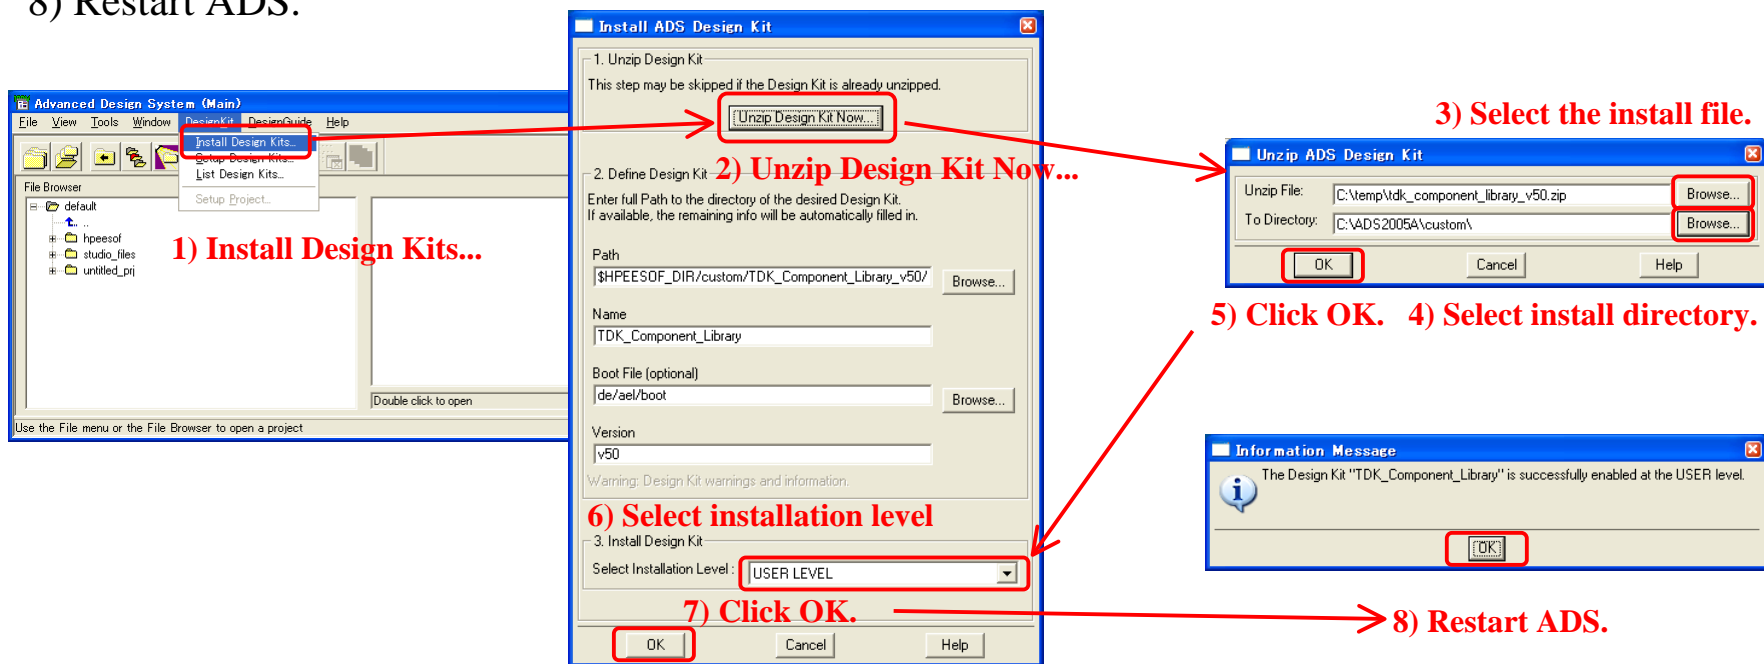 8) Restart ADS.
Advanced Design System (Main)
File View Tools Window DesignKit DesignGuide Help
Install Design Kits...
Setup Design Kits...
List Design Kits...
Setup Project...
File Browser
default
..
hpeesof
studio_files
untitled_prj
1) Install Design Kits...
Double click to open
Use the File menu or the File Browser to open a project
Install ADS Design Kit
1. Unzip Design Kit
This step may be skipped if the Design Kit is already unzipped.
Unzip Design Kit Now...
2) Unzip Design Kit Now...
2. Define Design Kit
Enter full Path to the directory of the desired Design Kit.
If available, the remaining info will be automatically filled in.
Path
$HPEESOF_DIR/custom/TDK_Component_Library_v50/ Browse...
Name
TDK_Component_Library
Boot File (optional)
de/ael/boot Browse...
Version
v50
Warning: Design Kit warnings and information.
6) Select installation level
3. Install Design Kit
Select Installation Level : USER LEVEL
7) Click OK.
OK Cancel Help
3) Select the install file.
Unzip ADS Design Kit
Unzip File: C:\temp\tdk_component_library_v50.zip Browse...
To Directory: C:\ADS2005A\custom\ Browse...
OK Cancel Help
5) Click OK. 4) Select install directory.
Information Message
The Design Kit "TDK_Component_Library" is successfully enabled at the USER level.
OK
8) Restart ADS.